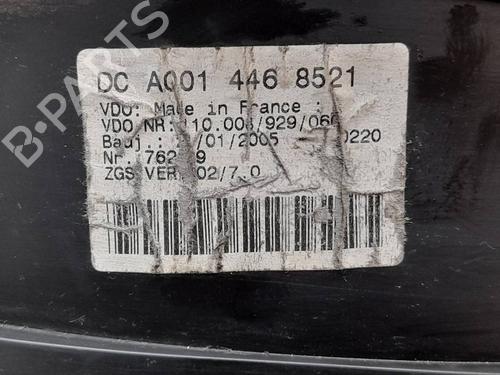 DC A001 446 8521
VDO: Made in France :
VDO NR: 110.008/929/060
Bauj.: /01/2005 0220
Nr. 762 9
ZGS VER. 02/7.0
B-PARTS